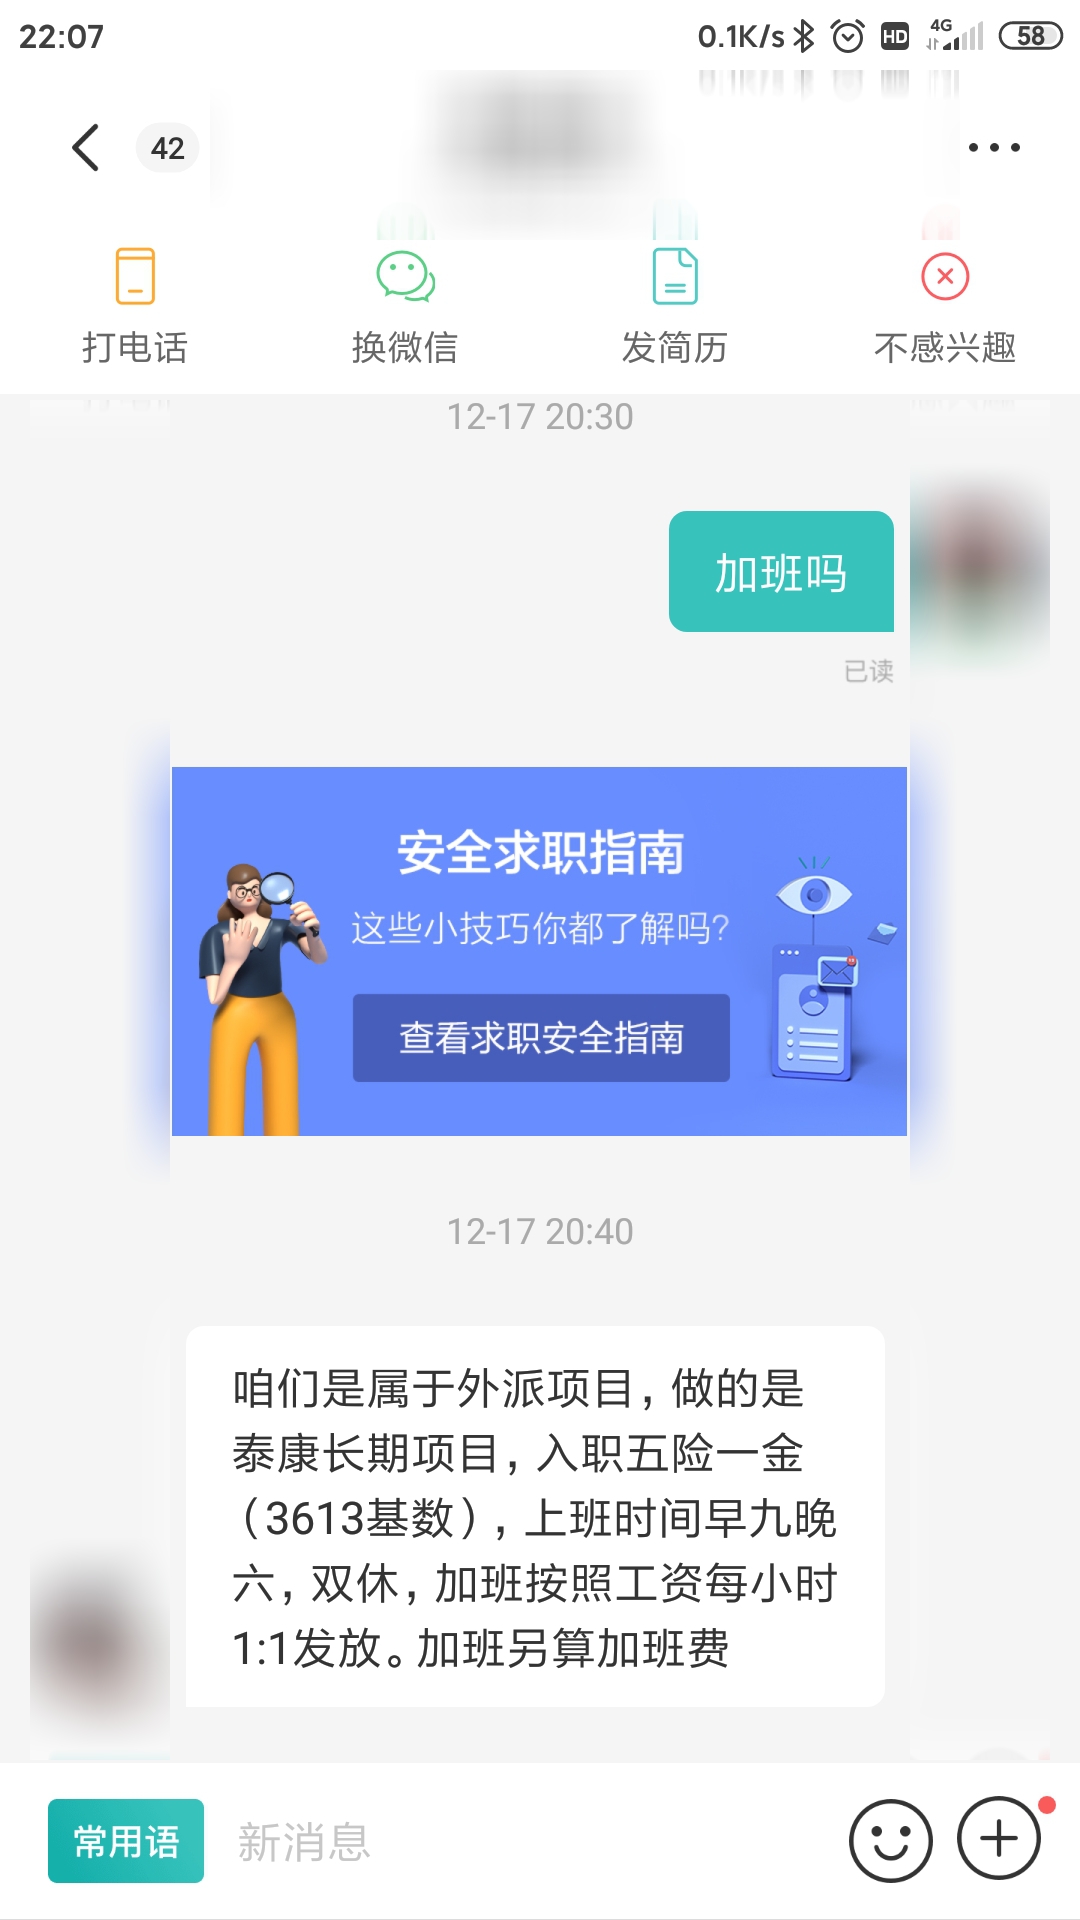 22:07
0.1K/s HD 4G 58
42
打电话 换微信 发简历 不感兴趣
12-17 20:30
加班吗
已读
安全求职指南
这些小技巧你都了解吗?
查看求职安全指南
12-17 20:40
咱们是属于外派项目，做的是
泰康长期项目，入职五险一金
（3613基数），上班时间早九晚
六，双休，加班按照工资每小时
1:1发放。加班另算加班费
常用语 新消息